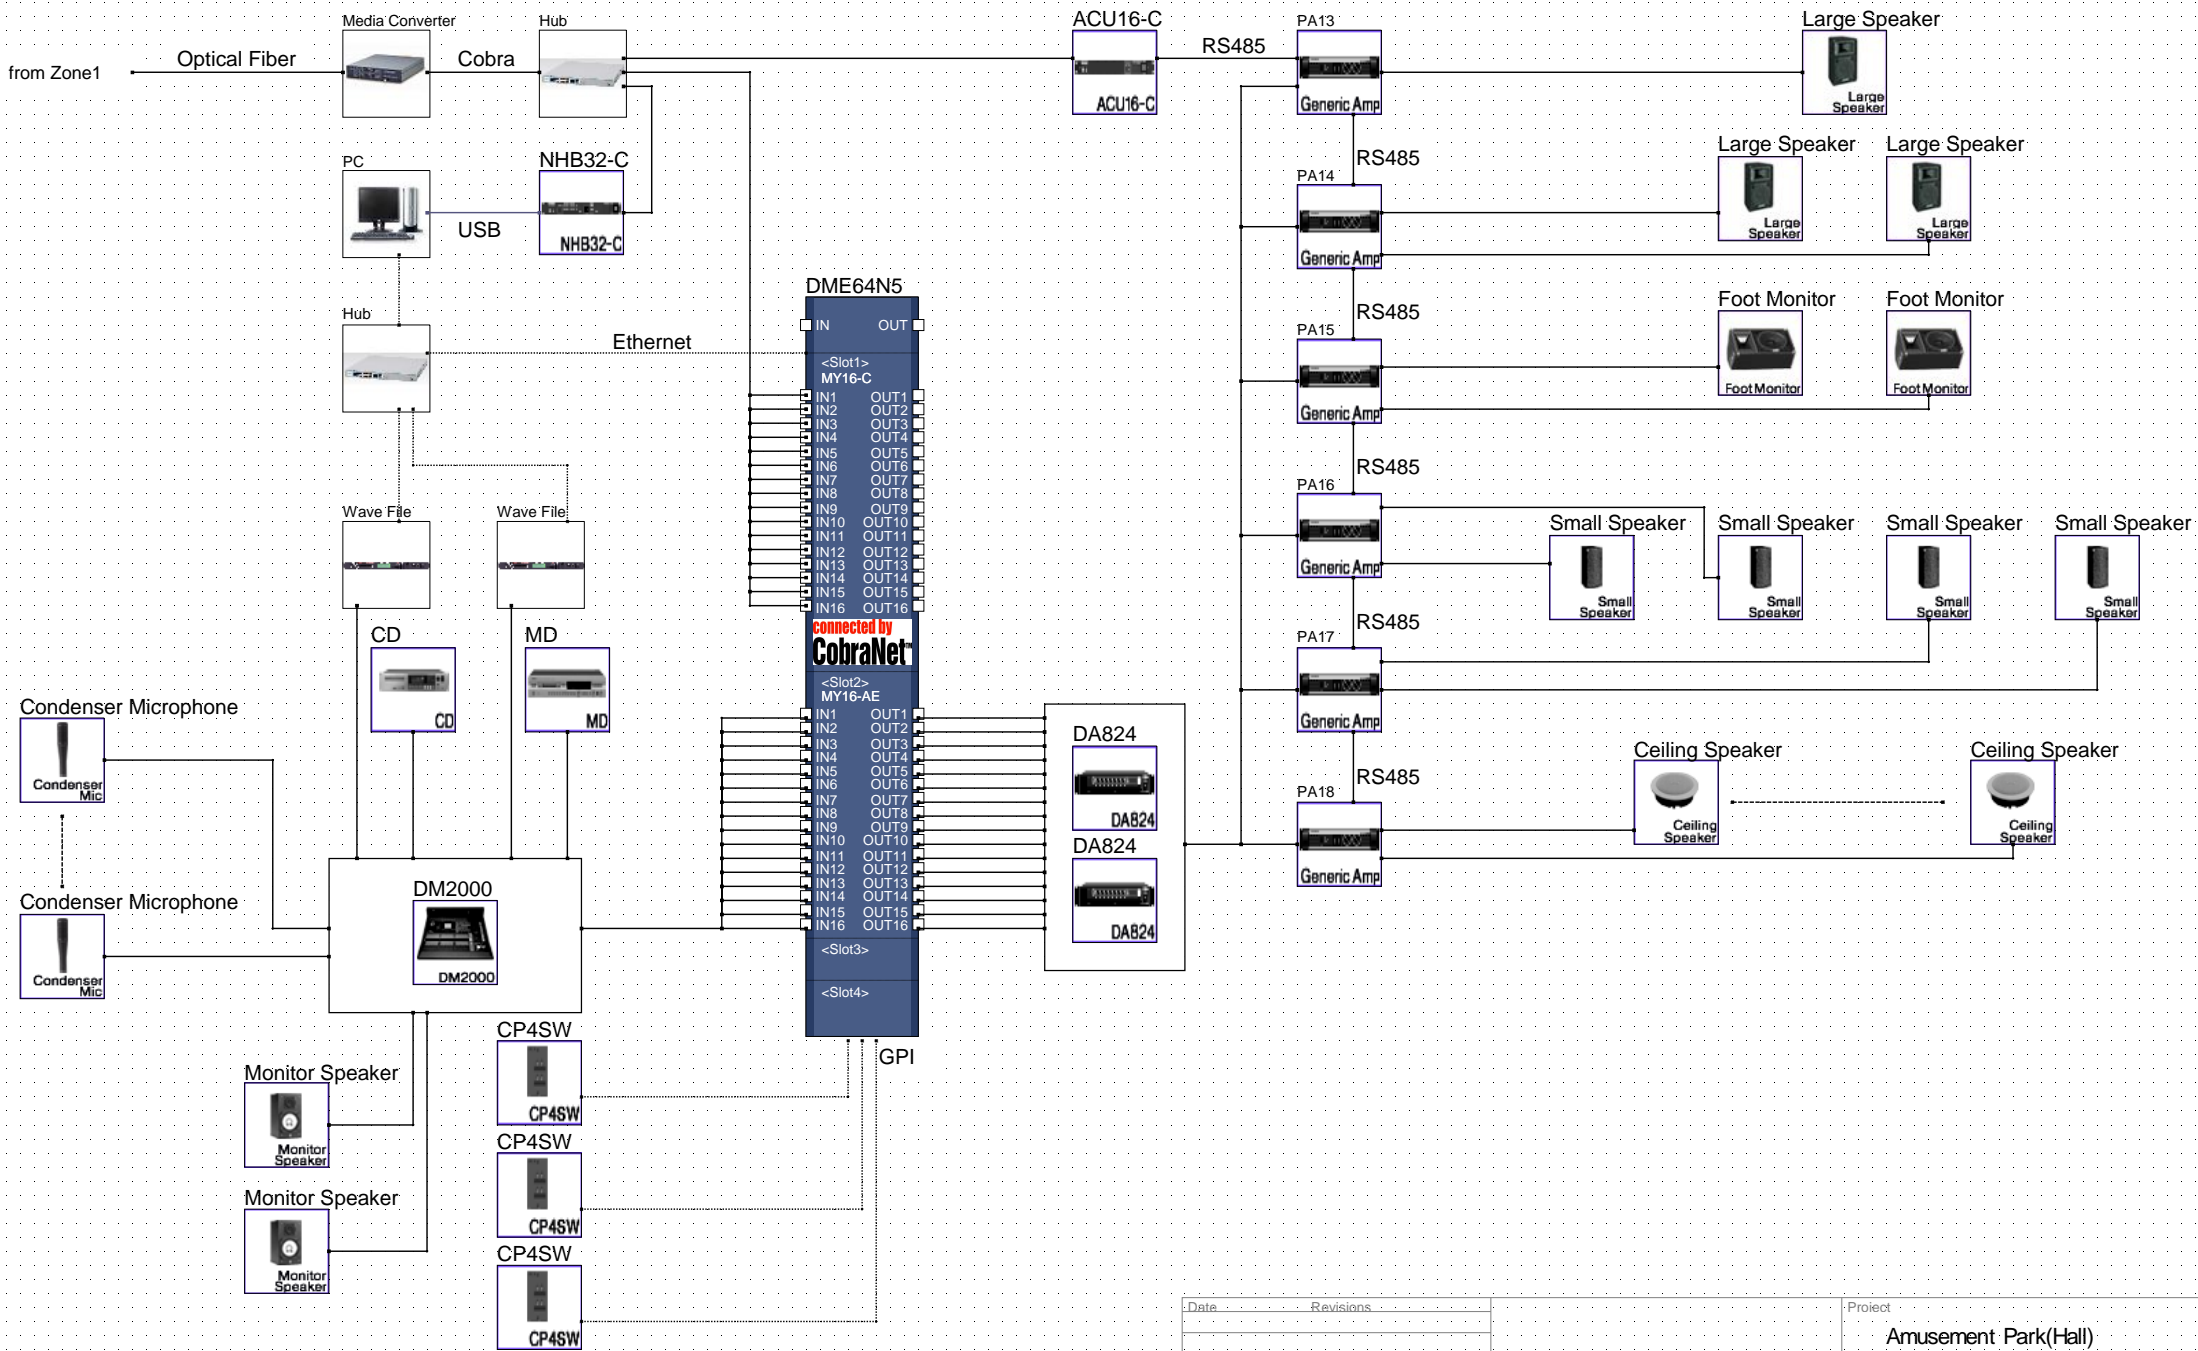 Media Converter
Hub
ACU16-C
PA13
Large Speaker
from Zone1
Optical Fiber
Cobra
RS485
ACU16-C
Generic Amp
Large
Speaker
PC
NHB32-C
USB
NHB32-C
RS485
PA14
Generic Amp
Large Speaker
Large Speaker
Large
Speaker
Large
Speaker
Hub
Ethernet
DME64N5
IN OUT
<Slot1>
MY16-C
IN1 OUT1
IN2 OUT2
IN3 OUT3
IN4 OUT4
IN5 OUT5
IN6 OUT6
IN7 OUT7
IN8 OUT8
IN9 OUT9
IN10 OUT10
IN11 OUT11
IN12 OUT12
IN13 OUT13
IN14 OUT14
IN15 OUT15
IN16 OUT16
connected by
CobraNet™
<Slot2>
MY16-AE
IN1 OUT1
IN2 OUT2
IN3 OUT3
IN4 OUT4
IN5 OUT5
IN6 OUT6
IN7 OUT7
IN8 OUT8
IN9 OUT9
IN10 OUT10
IN11 OUT11
IN12 OUT12
IN13 OUT13
IN14 OUT14
IN15 OUT15
IN16 OUT16
<Slot3>
<Slot4>
GPI
RS485
PA15
Generic Amp
Foot Monitor
Foot Monitor
Foot Monitor
Foot Monitor
RS485
PA16
Generic Amp
Small Speaker
Small Speaker
Small Speaker
Small Speaker
Small
Speaker
Small
Speaker
Small
Speaker
Small
Speaker
RS485
PA17
Generic Amp
RS485
PA18
Generic Amp
Ceiling Speaker
Ceiling Speaker
Ceiling
Speaker
Ceiling
Speaker
DA824
DA824
DA824
DA824
Wave File
Wave File
CD
CD
MD
MD
Condenser Microphone
Condenser
Mic
Condenser Microphone
Condenser
Mic
DM2000
DM2000
Monitor Speaker
Monitor
Speaker
Monitor Speaker
Monitor
Speaker
CP4SW
CP4SW
CP4SW
CP4SW
CP4SW
CP4SW
Date Revisions
Project
Amusement Park(Hall)